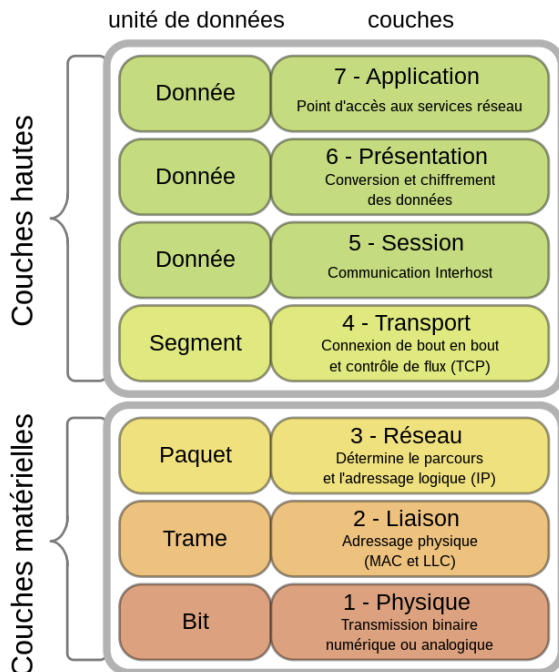 unité de données
couches
Couches hautes
Donnée
7 - Application
Point d'accès aux services réseau
Donnée
6 - Présentation
Conversion et chiffrement
des données
Donnée
5 - Session
Communication Interhost
Segment
4 - Transport
Connexion de bout en bout
et contrôle de flux (TCP)
Couches matérielles
Paquet
3 - Réseau
Détermine le parcours
et l'adressage logique (IP)
Trame
2 - Liaison
Adressage physique
(MAC et LLC)
Bit
1 - Physique
Transmission binaire
numérique ou analogique